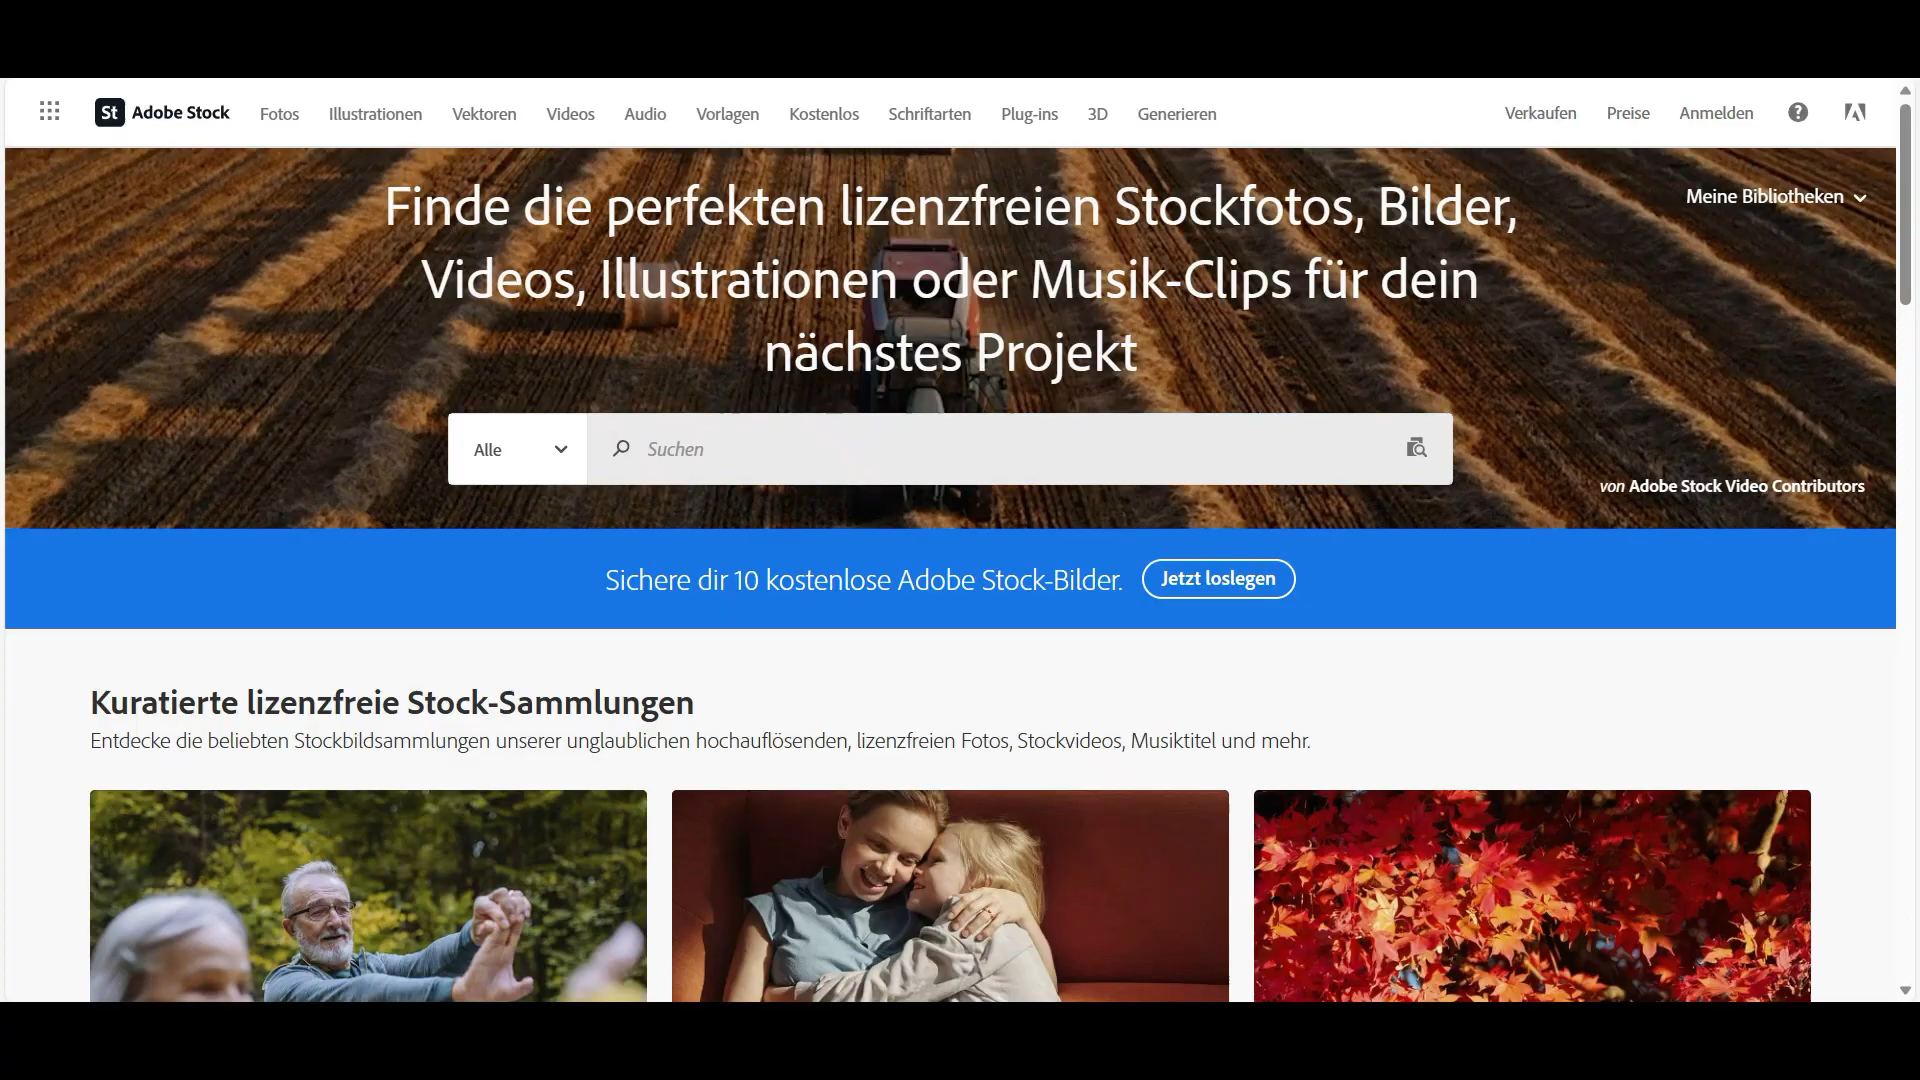 St Adobe Stock Fotos Illustrationen Vektoren Videos Audio Vorlagen Kostenlos Schriftarten Plug-ins 3D Generieren Verkaufen Preise Anmelden ?
Meine Bibliotheken
Finde die perfekten lizenzfreien Stockfotos, Bilder,
Videos, Illustrationen oder Musik-Clips für dein
nächstes Projekt
Alle Suchen
von Adobe Stock Video Contributors
Sichere dir 10 kostenlose Adobe Stock-Bilder. Jetzt loslegen
Kuratierte lizenzfreie Stock-Sammlungen
Entdecke die beliebten Stockbildsammlungen unserer unglaublichen hochauflösenden, lizenzfreien Fotos, Stockvideos, Musiktitel und mehr.